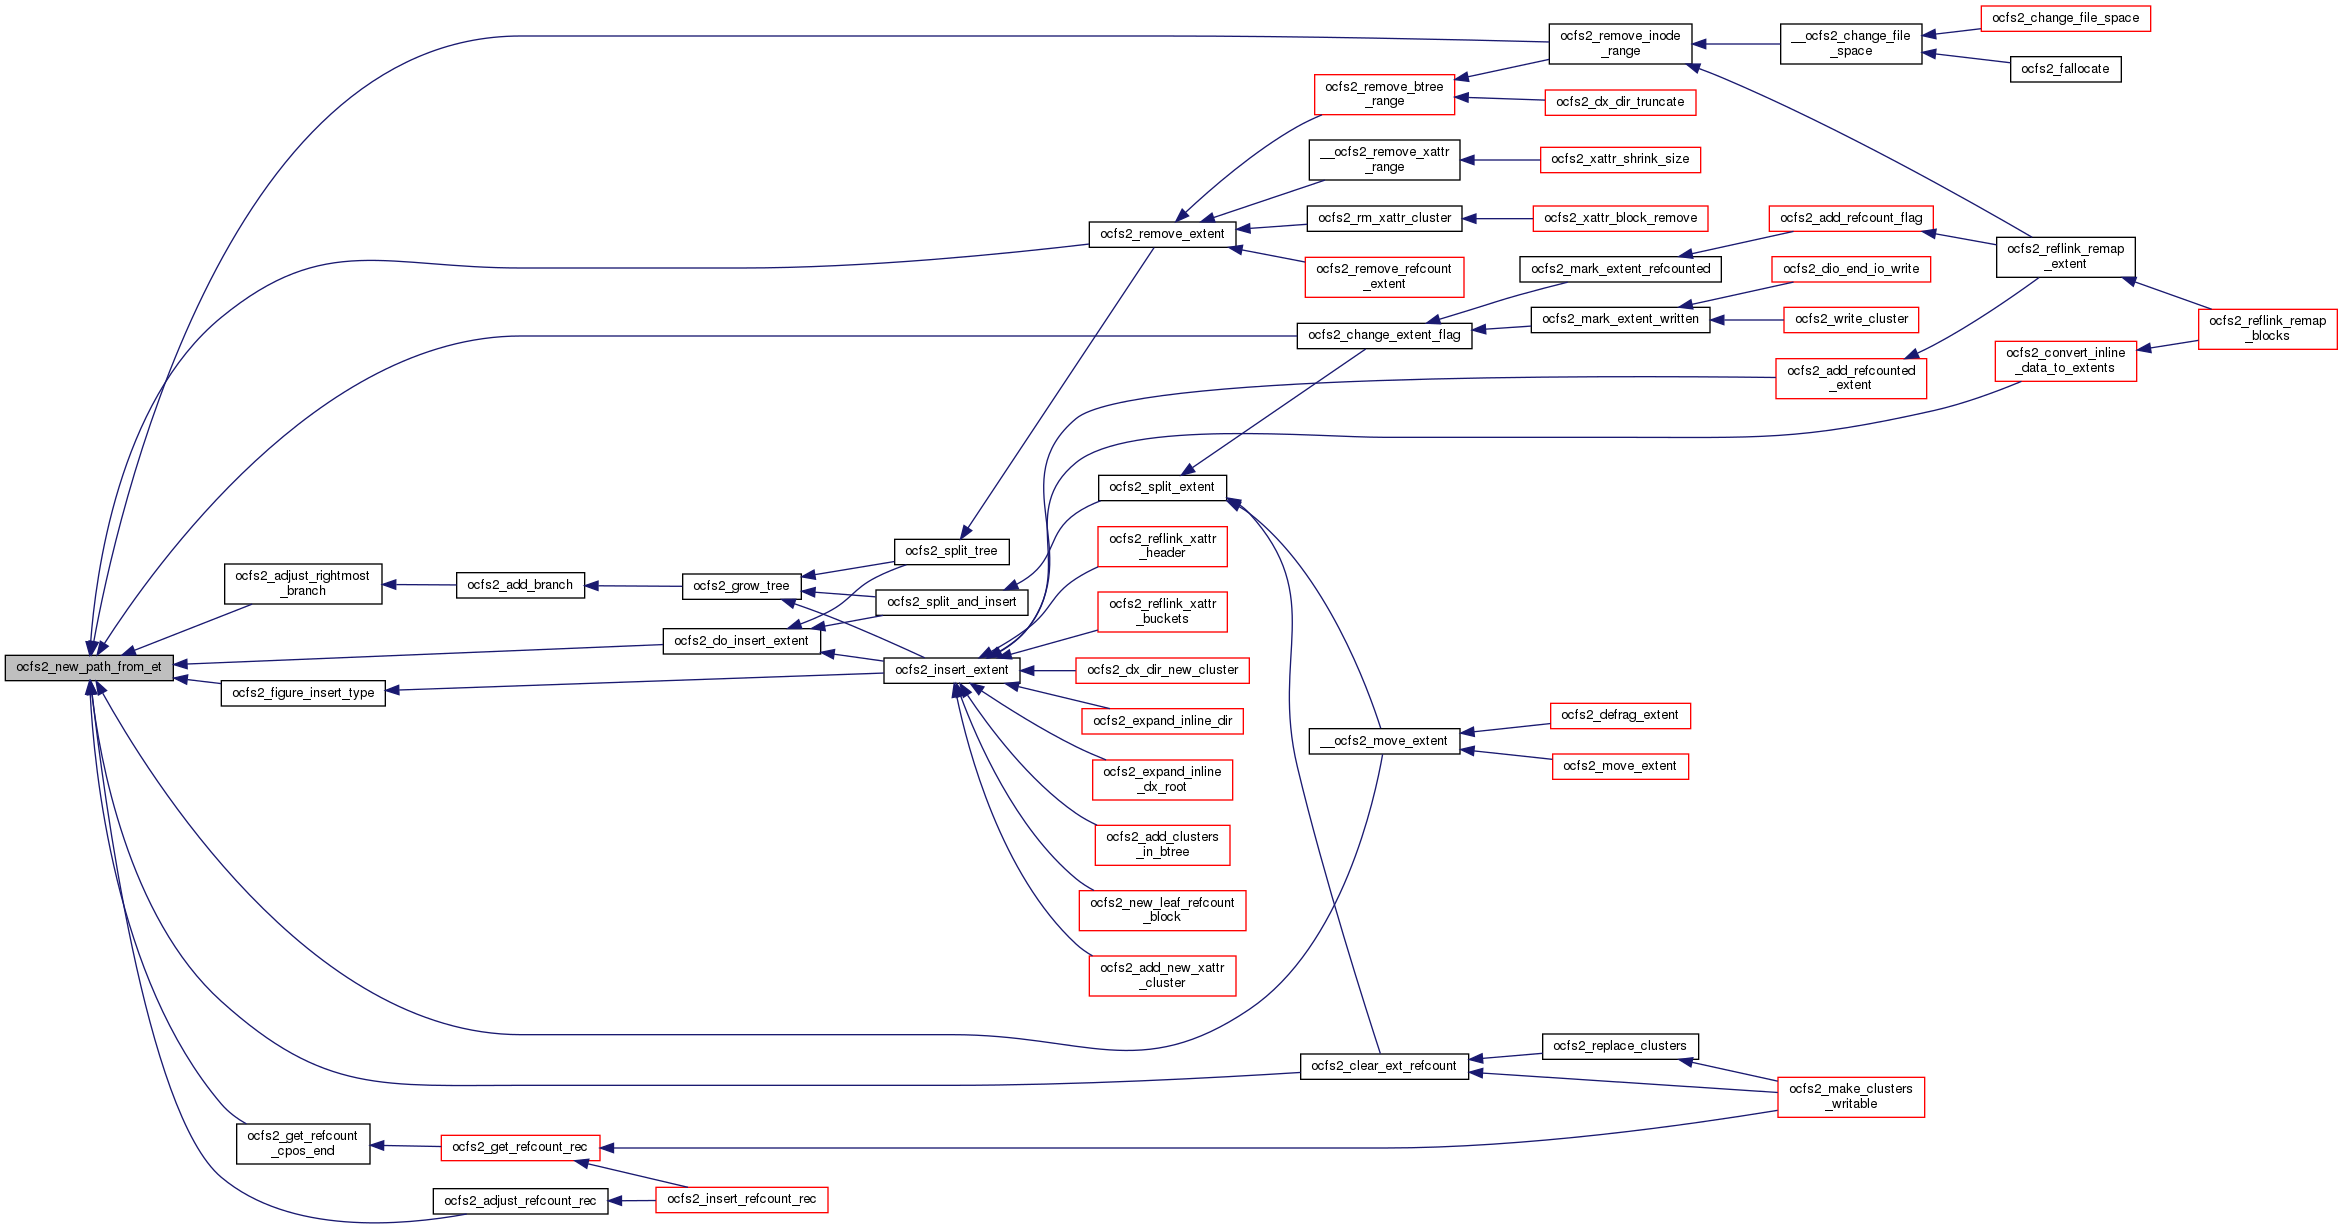 ocfs2_change_file_space
ocfs2_remove_inode
_range
__ocfs2_change_file
_space
ocfs2_fallocate
ocfs2_remove_btree
_range
ocfs2_dx_dir_truncate
__ocfs2_remove_xattr
_range
ocfs2_xattr_shrink_size
ocfs2_rm_xattr_cluster
ocfs2_xattr_block_remove
ocfs2_add_refcount_flag
ocfs2_remove_extent
ocfs2_reflink_remap
_extent
ocfs2_remove_refcount
_extent
ocfs2_mark_extent_refcounted
ocfs2_dio_end_io_write
ocfs2_change_extent_flag
ocfs2_mark_extent_written
ocfs2_write_cluster
ocfs2_reflink_remap
_blocks
ocfs2_add_refcounted
_extent
ocfs2_convert_inline
_data_to_extents
ocfs2_split_extent
ocfs2_reflink_xattr
_header
ocfs2_split_tree
ocfs2_adjust_rightmost
_branch
ocfs2_add_branch
ocfs2_grow_tree
ocfs2_split_and_insert
ocfs2_reflink_xattr
_buckets
ocfs2_do_insert_extent
ocfs2_new_path_from_et
ocfs2_insert_extent
ocfs2_dx_dir_new_cluster
ocfs2_figure_insert_type
ocfs2_expand_inline_dir
ocfs2_defrag_extent
__ocfs2_move_extent
ocfs2_move_extent
ocfs2_expand_inline
_dx_root
ocfs2_add_clusters
_in_btree
ocfs2_new_leaf_refcount
_block
ocfs2_add_new_xattr
_cluster
ocfs2_replace_clusters
ocfs2_clear_ext_refcount
ocfs2_make_clusters
_writable
ocfs2_get_refcount
_cpos_end
ocfs2_get_refcount_rec
ocfs2_adjust_refcount_rec
ocfs2_insert_refcount_rec